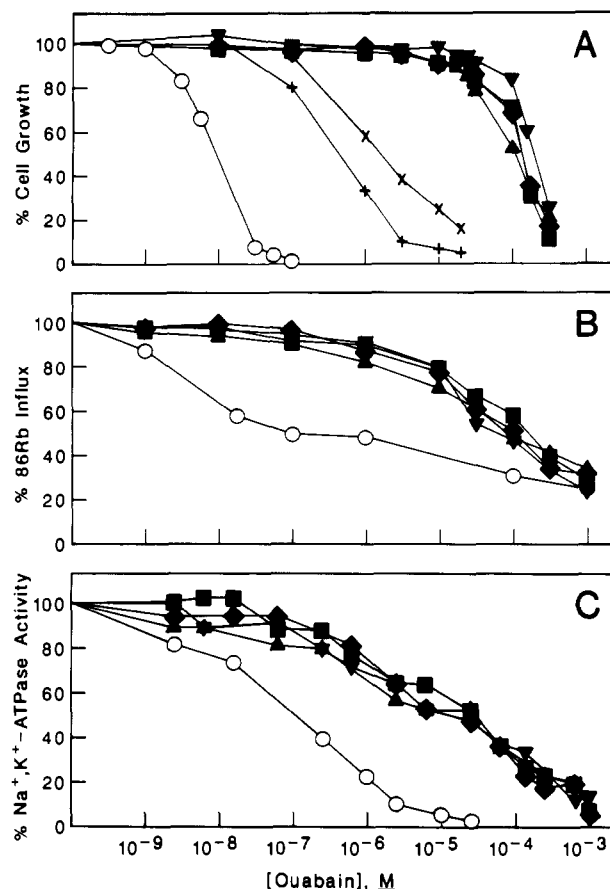 A
100
80
60
40
20
0
% Cell Growth
B
100
80
60
40
20
0
% 86Rb Influx
C
100
80
60
40
20
0
% Na⁺,K⁺-ATPase Activity
10⁻⁹ 10⁻⁸ 10⁻⁷ 10⁻⁶ 10⁻⁵ 10⁻⁴ 10⁻³
[Ouabain], M